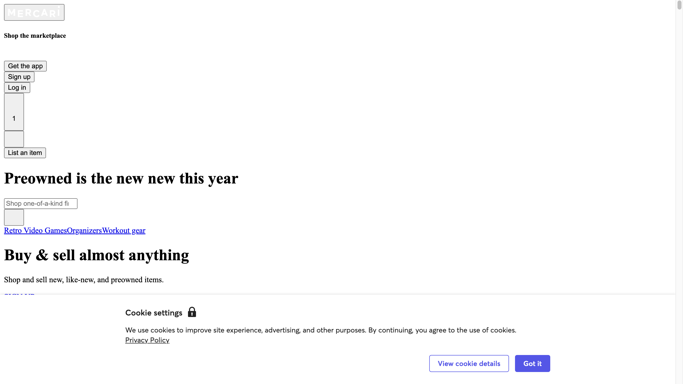 MERCARI
Shop the marketplace
Get the app
Sign up
Log in
1
List an item
Preowned is the new new this year
Shop one-of-a-kind fi
Retro Video GamesOrganizersWorkout gear
Buy & sell almost anything
Shop and sell new, like-new, and preowned items.
Cookie settings
We use cookies to improve site experience, advertising, and other purposes. By continuing, you agree to the use of cookies.
Privacy Policy
View cookie details
Got it